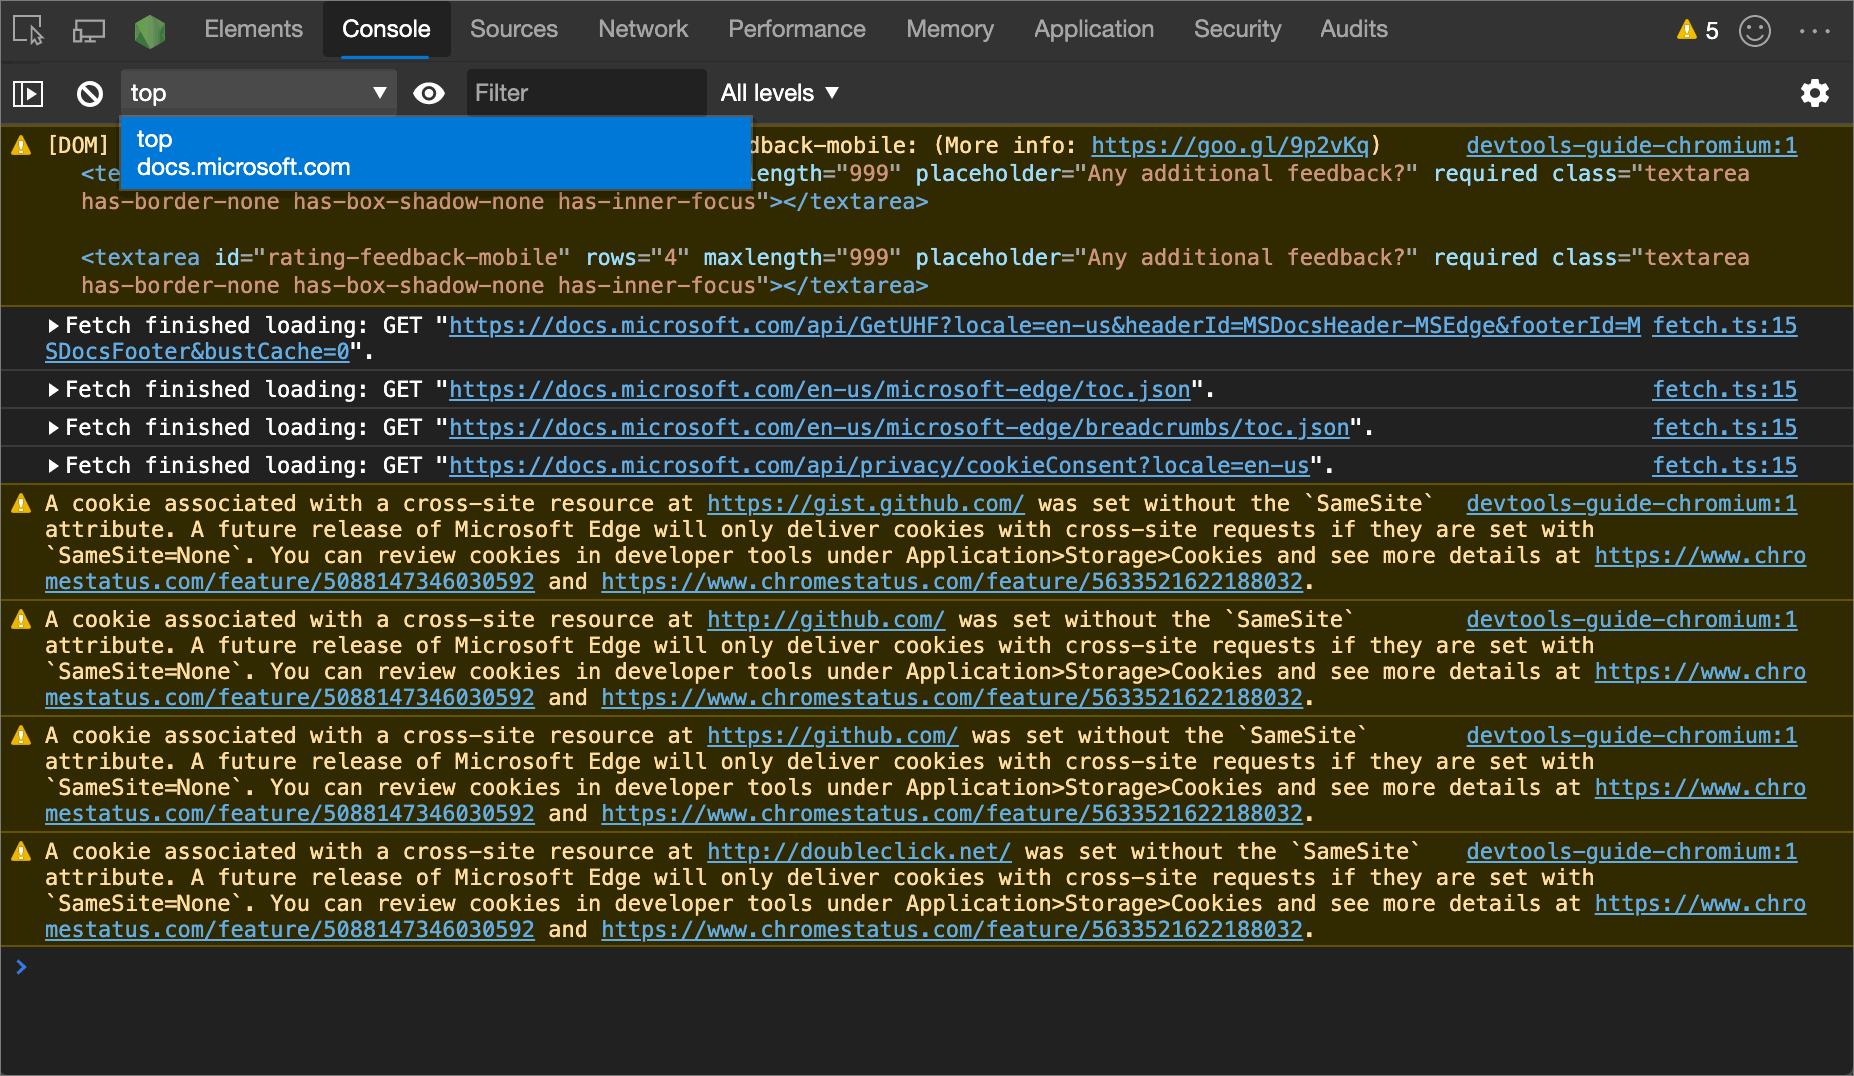 Elements Console Sources Network Performance Memory Application Security Audits 5
top Filter All levels
top
docs.microsoft.com
[DOM] dback-mobile: (More info: https://goo.gl/9p2vKq) devtools-guide-chromium:1
<te length="999" placeholder="Any additional feedback?" required class="textarea
has-border-none has-box-shadow-none has-inner-focus"></textarea>
<textarea id="rating-feedback-mobile" rows="4" maxlength="999" placeholder="Any additional feedback?" required class="textarea
has-border-none has-box-shadow-none has-inner-focus"></textarea>
Fetch finished loading: GET "https://docs.microsoft.com/api/GetUHF?locale=en-us&headerId=MSDocsHeader-MSEdge&footerId=M fetch.ts:15
SDocsFooter&bustCache=0".
Fetch finished loading: GET "https://docs.microsoft.com/en-us/microsoft-edge/toc.json". fetch.ts:15
Fetch finished loading: GET "https://docs.microsoft.com/en-us/microsoft-edge/breadcrumbs/toc.json". fetch.ts:15
Fetch finished loading: GET "https://docs.microsoft.com/api/privacy/cookieConsent?locale=en-us". fetch.ts:15
A cookie associated with a cross-site resource at https://gist.github.com/ was set without the `SameSite` devtools-guide-chromium:1
attribute. A future release of Microsoft Edge will only deliver cookies with cross-site requests if they are set with
`SameSite=None`. You can review cookies in developer tools under Application>Storage>Cookies and see more details at https://www.chro
mestatus.com/feature/5088147346030592 and https://www.chromestatus.com/feature/5633521622188032.
A cookie associated with a cross-site resource at http://github.com/ was set without the `SameSite` devtools-guide-chromium:1
attribute. A future release of Microsoft Edge will only deliver cookies with cross-site requests if they are set with
`SameSite=None`. You can review cookies in developer tools under Application>Storage>Cookies and see more details at https://www.chro
mestatus.com/feature/5088147346030592 and https://www.chromestatus.com/feature/5633521622188032.
A cookie associated with a cross-site resource at https://github.com/ was set without the `SameSite` devtools-guide-chromium:1
attribute. A future release of Microsoft Edge will only deliver cookies with cross-site requests if they are set with
`SameSite=None`. You can review cookies in developer tools under Application>Storage>Cookies and see more details at https://www.chro
mestatus.com/feature/5088147346030592 and https://www.chromestatus.com/feature/5633521622188032.
A cookie associated with a cross-site resource at http://doubleclick.net/ was set without the `SameSite` devtools-guide-chromium:1
attribute. A future release of Microsoft Edge will only deliver cookies with cross-site requests if they are set with
`SameSite=None`. You can review cookies in developer tools under Application>Storage>Cookies and see more details at https://www.chro
mestatus.com/feature/5088147346030592 and https://www.chromestatus.com/feature/5633521622188032.